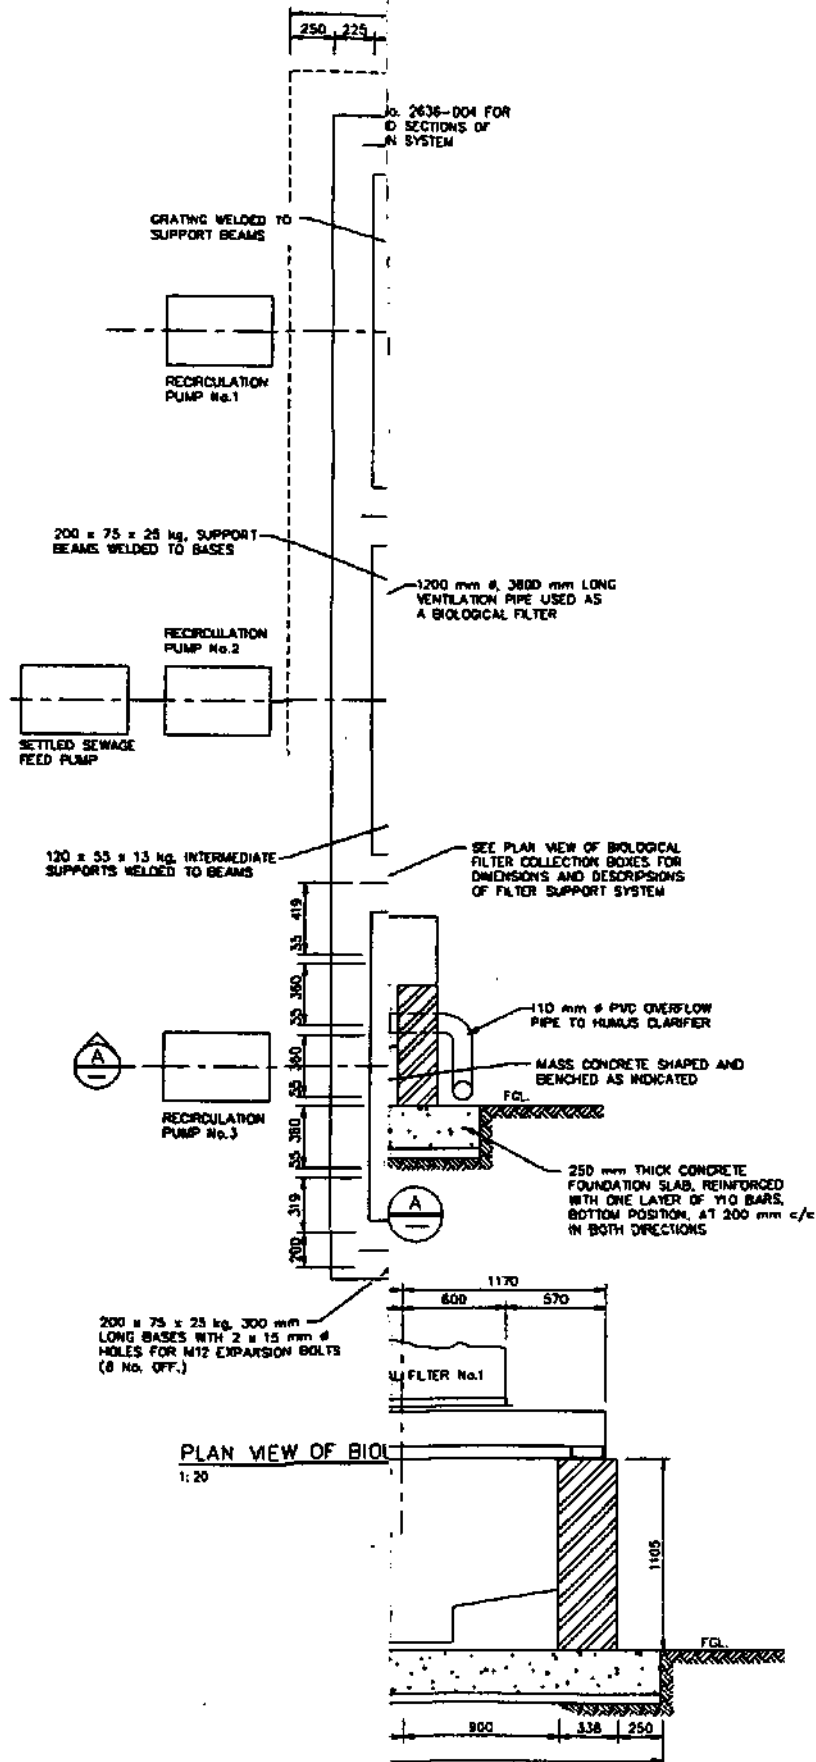 250 225
o. 2636-004 FOR
D SECTIONS OF
N SYSTEM
GRATING WELDED TO
SUPPORT BEAMS
RECIRCULATION
PUMP No.1
200 x 75 x 25 kg, SUPPORT
BEAMS WELDED TO BASES
1200 mm ø, 3800 mm LONG
VENTILATION PIPE USED AS
A BIOLOGICAL FILTER
RECIRCULATION
PUMP No.2
SETTLED SEWAGE
FEED PUMP
120 x 55 x 13 kg, INTERMEDIATE
SUPPORTS WELDED TO BEAMS
SEE PLAN VIEW OF BIOLOGICAL
FILTER COLLECTION BOXES FOR
DIMENSIONS AND DESCRIPSIONS
OF FILTER SUPPORT SYSTEM
419
55
360
55
360
55
360
55
319
200
110 mm ø PVC OVERFLOW
PIPE TO HUMUS CLARIFIER
A
MASS CONCRETE SHAPED AND
BENCHED AS INDICATED
FGL.
RECIRCULATION
PUMP No.3
250 mm THICK CONCRETE
FOUNDATION SLAB, REINFORCED
WITH ONE LAYER OF Y10 BARS,
BOTTOM POSITION, AT 200 mm c/c
IN BOTH DIRECTIONS
A
1170
600 570
200 x 75 x 25 kg, 300 mm
LONG BASES WITH 2 x 15 mm ø
HOLES FOR M12 EXPANSION BOLTS
(8 No. OFF.)
AL FILTER No.1
PLAN VIEW OF BIOL
1:20
1105
FGL.
900 338 250